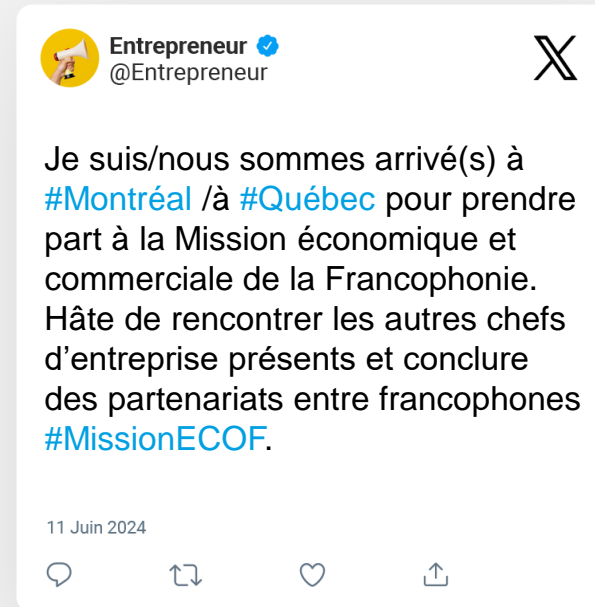 Entrepreneur
@Entrepreneur
Je suis/nous sommes arrivé(s) à
#Montréal /à #Québec pour prendre
part à la Mission économique et
commerciale de la Francophonie.
Hâte de rencontrer les autres chefs
d’entreprise présents et conclure
des partenariats entre francophones
#MissionECOF.
11 Juin 2024